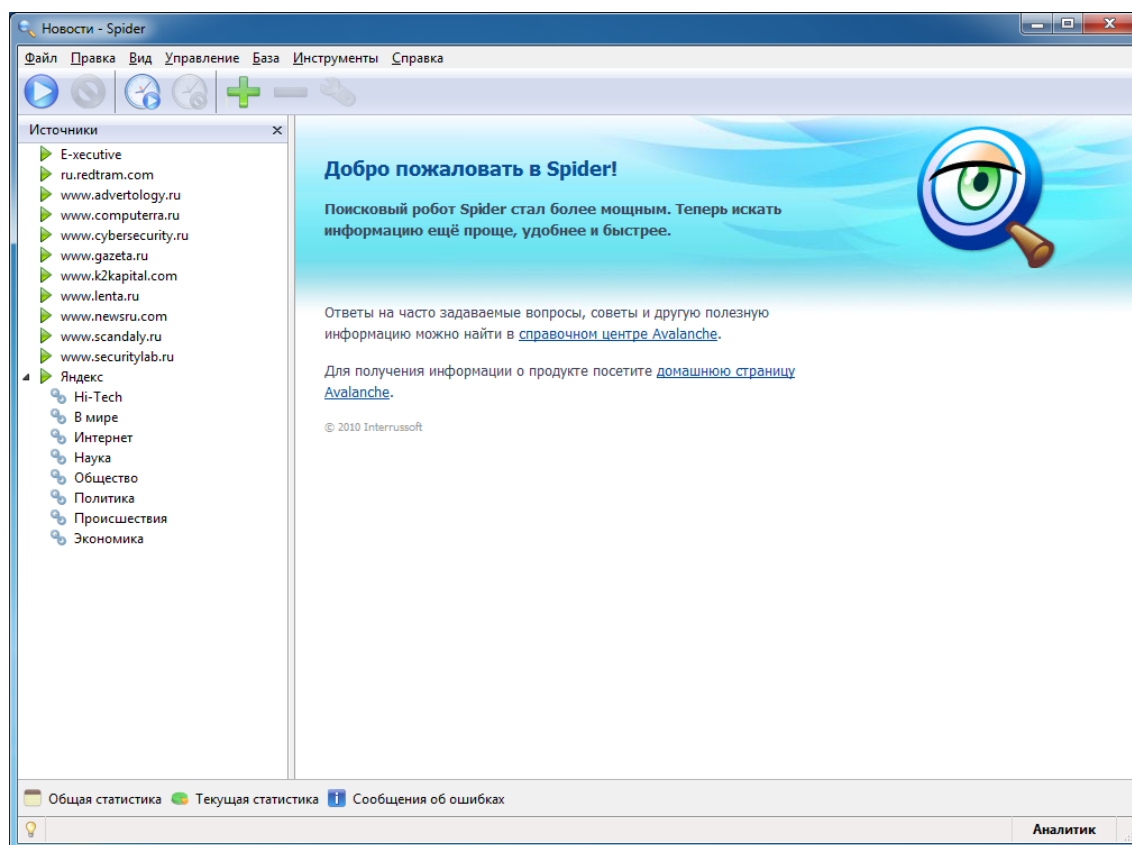 Новости - Spider
Файл Правка Вид Управление База Инструменты Справка
Источники
E-xecutive
ru.redtram.com
www.advertology.ru
www.computerra.ru
www.cybersecurity.ru
www.gazeta.ru
www.k2kapital.com
www.lenta.ru
www.newsru.com
www.scandaly.ru
www.securitylab.ru
Яндекс
Hi-Tech
В мире
Интернет
Наука
Общество
Политика
Происшествия
Экономика
Добро пожаловать в Spider!
Поисковый робот Spider стал более мощным. Теперь искать
информацию ещё проще, удобнее и быстрее.
Ответы на часто задаваемые вопросы, советы и другую полезную
информацию можно найти в справочном центре Avalanche.
Для получения информации о продукте посетите домашнюю страницу
Avalanche.
© 2010 Interrussoft
Общая статистика Текущая статистика Сообщения об ошибках
Аналитик